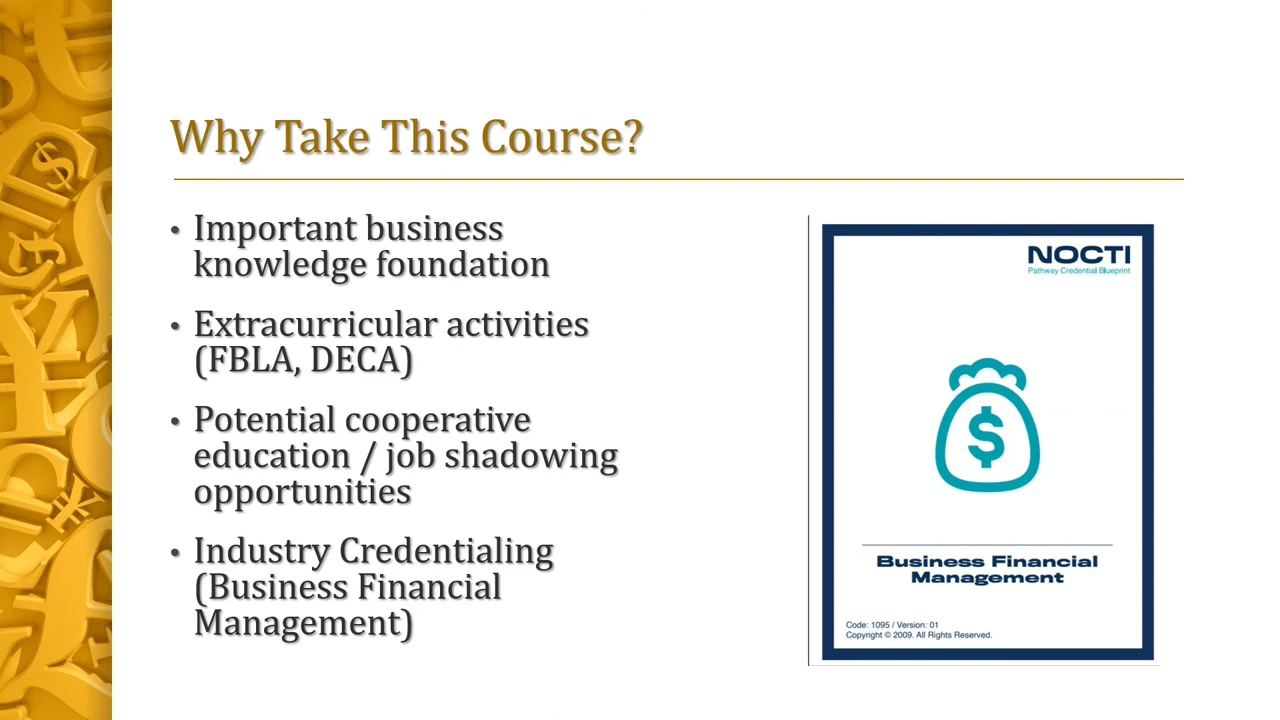 Why Take This Course?
• Important business
knowledge foundation
• Extracurricular activities
(FBLA, DECA)
• Potential cooperative
education / job shadowing
opportunities
• Industry Credentialing
(Business Financial
Management)
NOCTI
Pathway Credential Blueprint
$
Business Financial
Management
Code: 1095 / Version: 01
Copyright © 2009. All Rights Reserved.